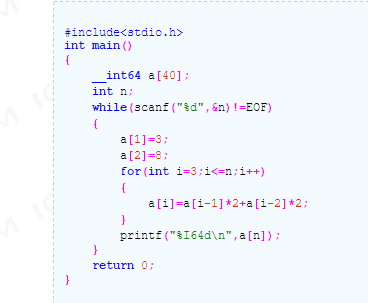 #include<stdio.h>
int main()
{
__int64 a[40];
int n;
while(scanf("%d",&n)!=EOF)
{
a[1]=3;
a[2]=8;
for(int i=3;i<=n;i++)
{
a[i]=a[i-1]*2+a[i-2]*2;
}
printf("%I64d\n",a[n]);
}
return 0;
}